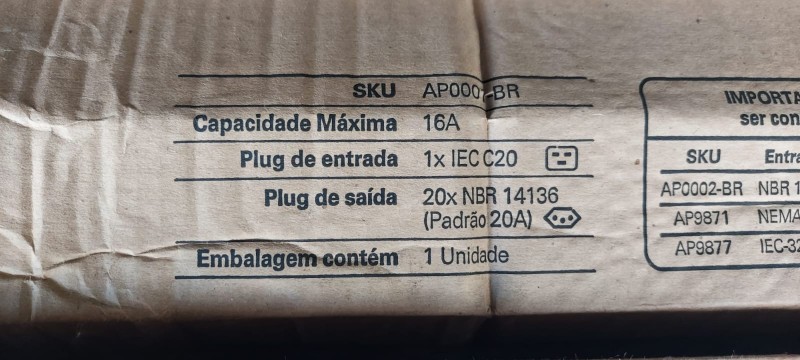 SKU AP0001-BR
Capacidade Máxima 16A
Plug de entrada 1x IEC C20
Plug de saída 20x NBR 14136
(Padrão 20A)
Embalagem contém 1 Unidade
IMPORTA
ser con
SKU Entra
AP0002-BR NBR 1
AP9871 NEMA
AP9877 IEC-32